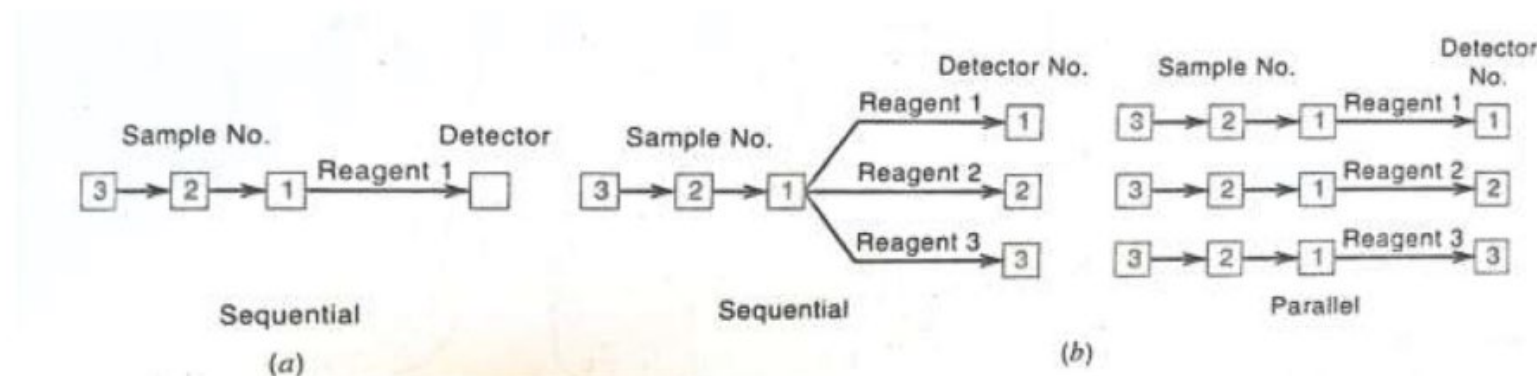 Sample No.
Detector
3 2 1 Reagent 1
Sequential
(a)
Sample No.
Detector No.
3 2 1
Reagent 1 1
Reagent 2 2
Reagent 3 3
Sequential
Sample No.
Detector
No.
3 2 1 Reagent 1 1
3 2 1 Reagent 2 2
3 2 1 Reagent 3 3
Parallel
(b)